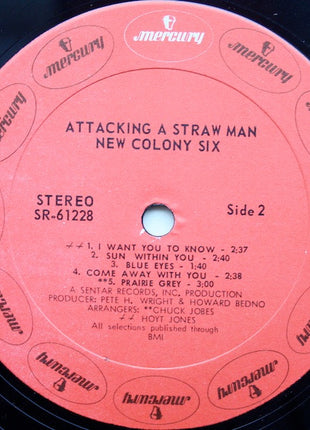 mercury
ATTACKING A STRAW MAN
NEW COLONY SIX
STEREO
SR-61228
Side 2
++1. I WANT YOU TO KNOW - 2:37
2. SUN WITHIN YOU - 2:40
3. BLUE EYES - 1:40
4. COME AWAY WITH YOU - 2:38
**5. PRAIRIE GREY - 3:00
A SENTAR RECORDS, INC. PRODUCTION
PRODUCER: PETE H. WRIGHT & HOWARD BEDNO
ARRANGERS: **CHUCK JOBES
++ HOYT JONES
All selections published through
BMI
mercury
mercury
mercury
mercury
mercury
mercury
mercury
mercury
mercury